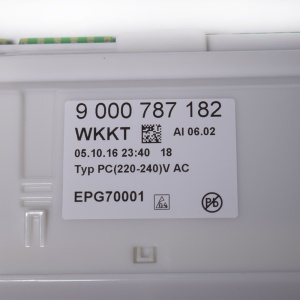 9 000 787 182
WKKT AI 06.02
05.10.16 23:40 18
Typ PC(220-240)V AC
EPG70001 Pb